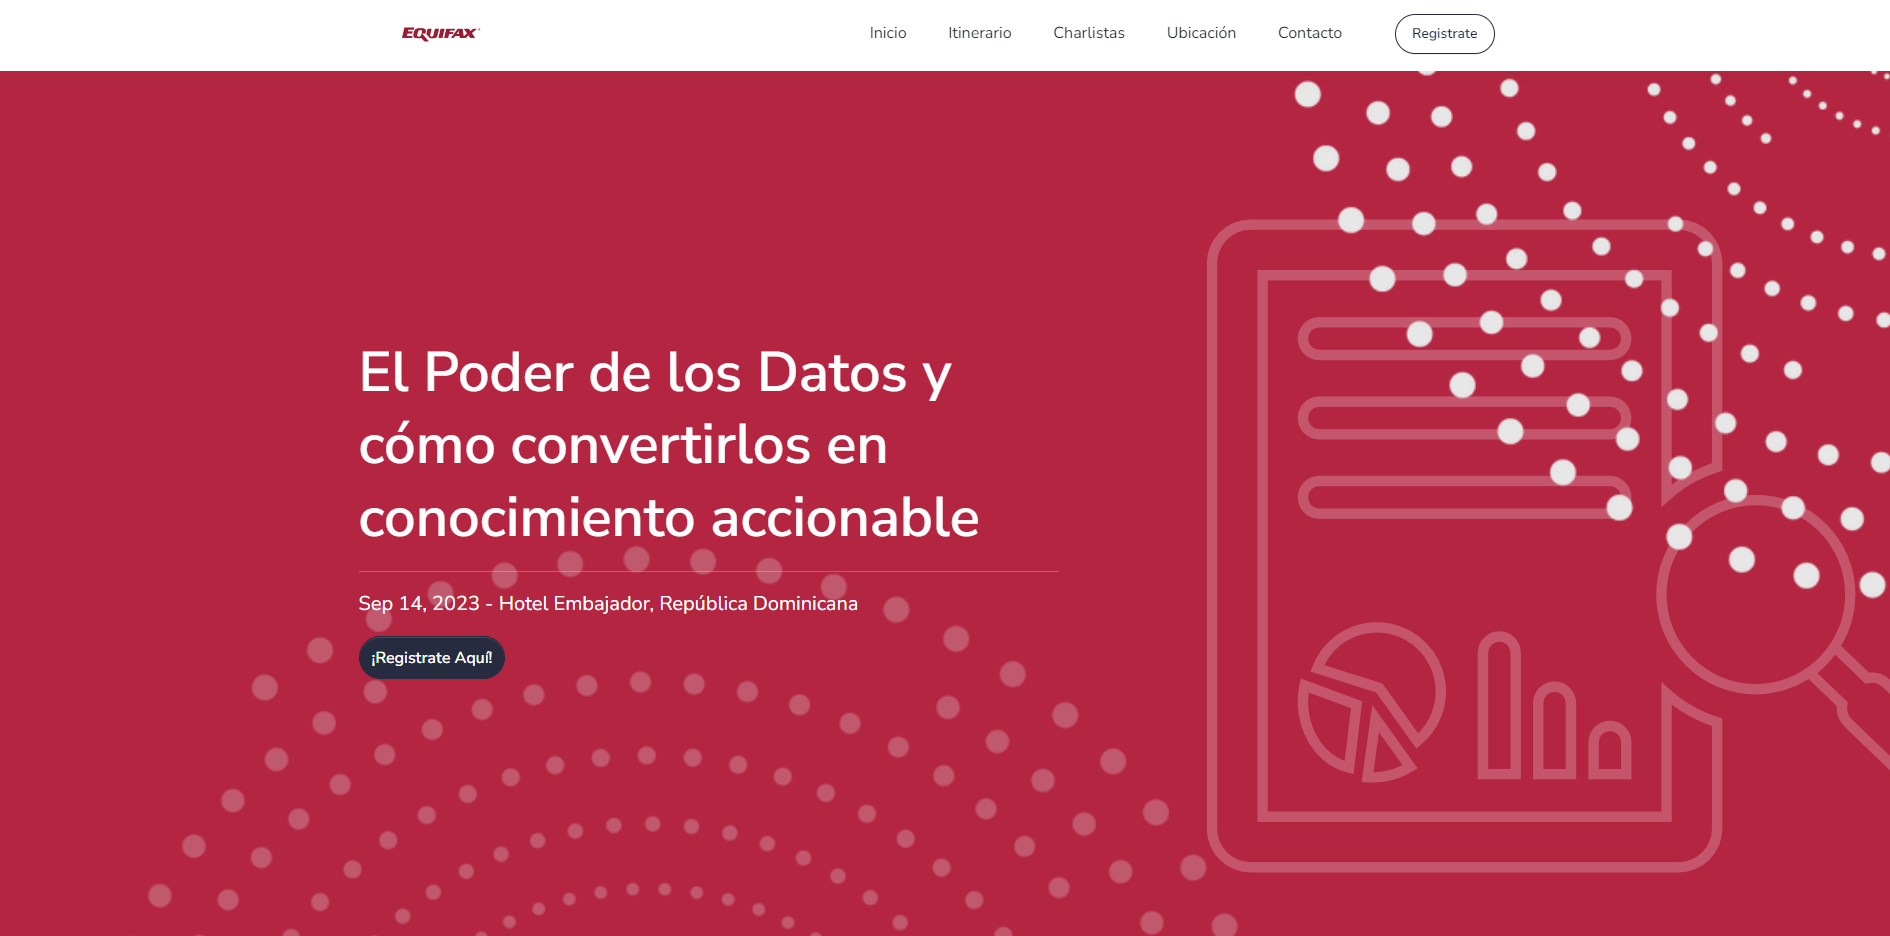 EQUIFAX®
Inicio Itinerario Charlistas Ubicación Contacto Registrate
El Poder de los Datos y
cómo convertirlos en
conocimiento accionable
Sep 14, 2023 - Hotel Embajador, República Dominicana
¡Registrate Aquí!